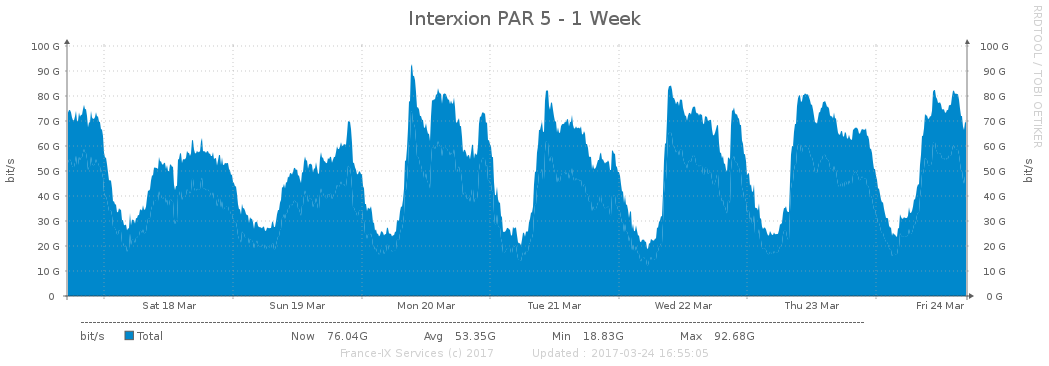 Interxion PAR 5 - 1 Week
RRDTOOL / TOBI OETIKER
bit/s
bit/s
100 G 100 G
90 G 90 G
80 G 80 G
70 G 70 G
60 G 60 G
50 G 50 G
40 G 40 G
30 G 30 G
20 G 20 G
10 G 10 G
0 0 G
Sat 18 Mar Sun 19 Mar Mon 20 Mar Tue 21 Mar Wed 22 Mar Thu 23 Mar Fri 24 Mar
bit/s Total Now 76.04G Avg 53.35G Min 18.83G Max 92.68G
France-IX Services (c) 2017 Updated : 2017-03-24 16:55:05